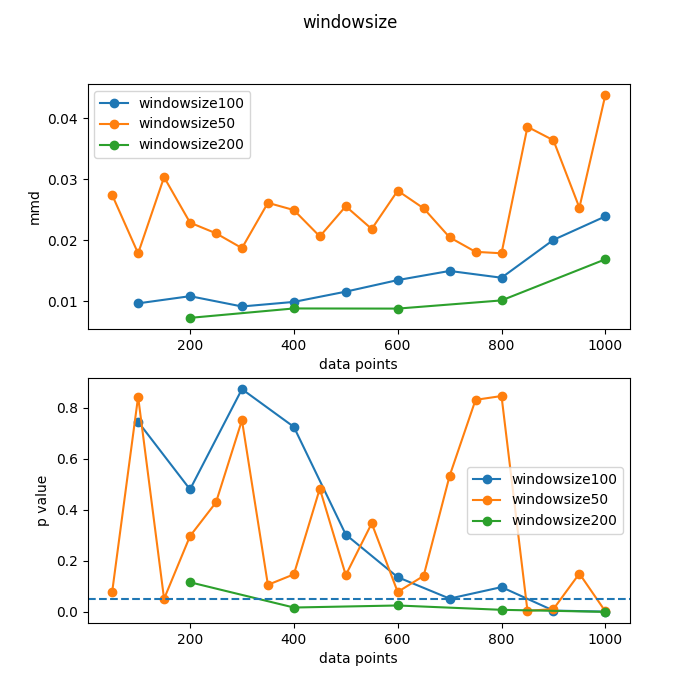 windowsize
windowsize100
windowsize50
windowsize200
0.04
0.03
0.02
0.01
mmd
200 400 600 800 1000
data points
0.8
0.6
0.4
0.2
0.0
p value
windowsize100
windowsize50
windowsize200
200 400 600 800 1000
data points